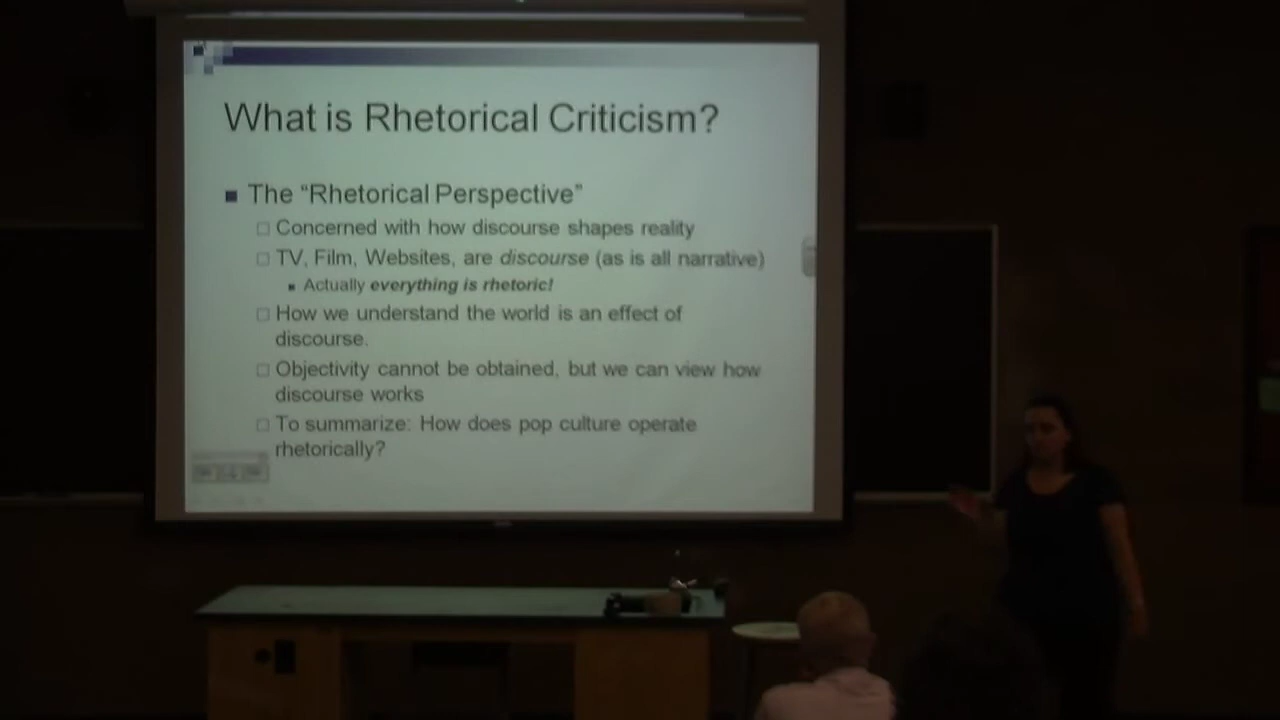 What is Rhetorical Criticism?
The “Rhetorical Perspective”
Concerned with how discourse shapes reality
TV, Film, Websites, are discourse (as is all narrative)
Actually everything is rhetoric!
How we understand the world is an effect of
discourse.
Objectivity cannot be obtained, but we can view how
discourse works
To summarize: How does pop culture operate
rhetorically?